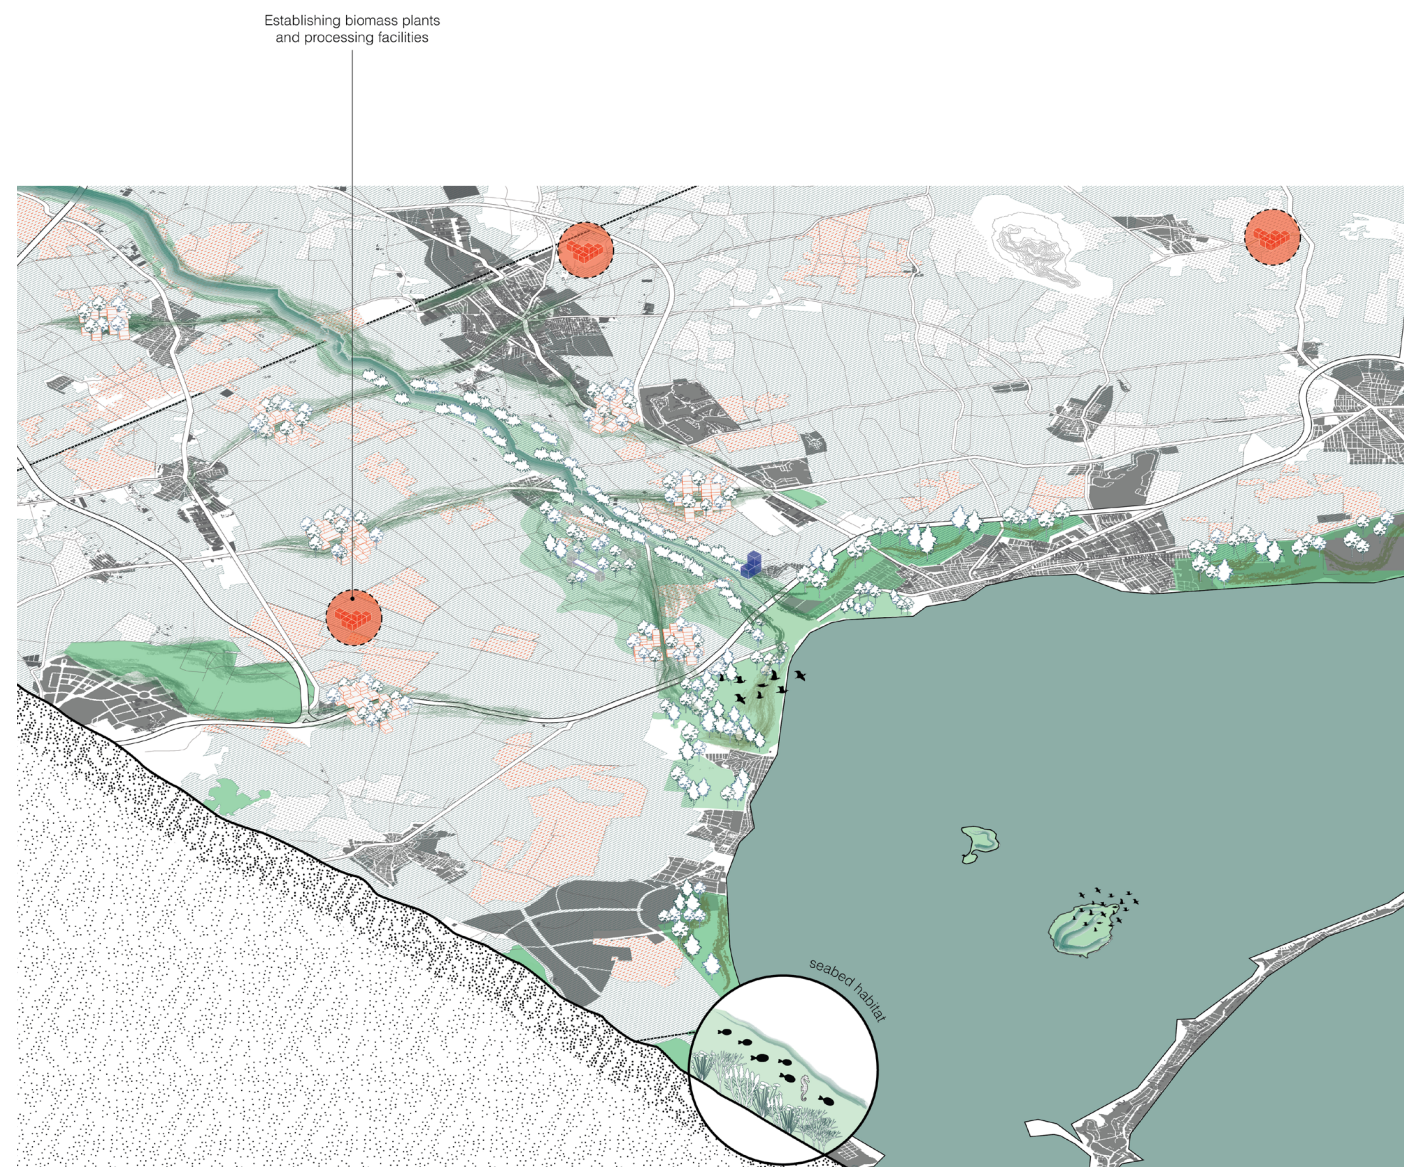 Establishing biomass plants
and processing facilities
seabed habitat